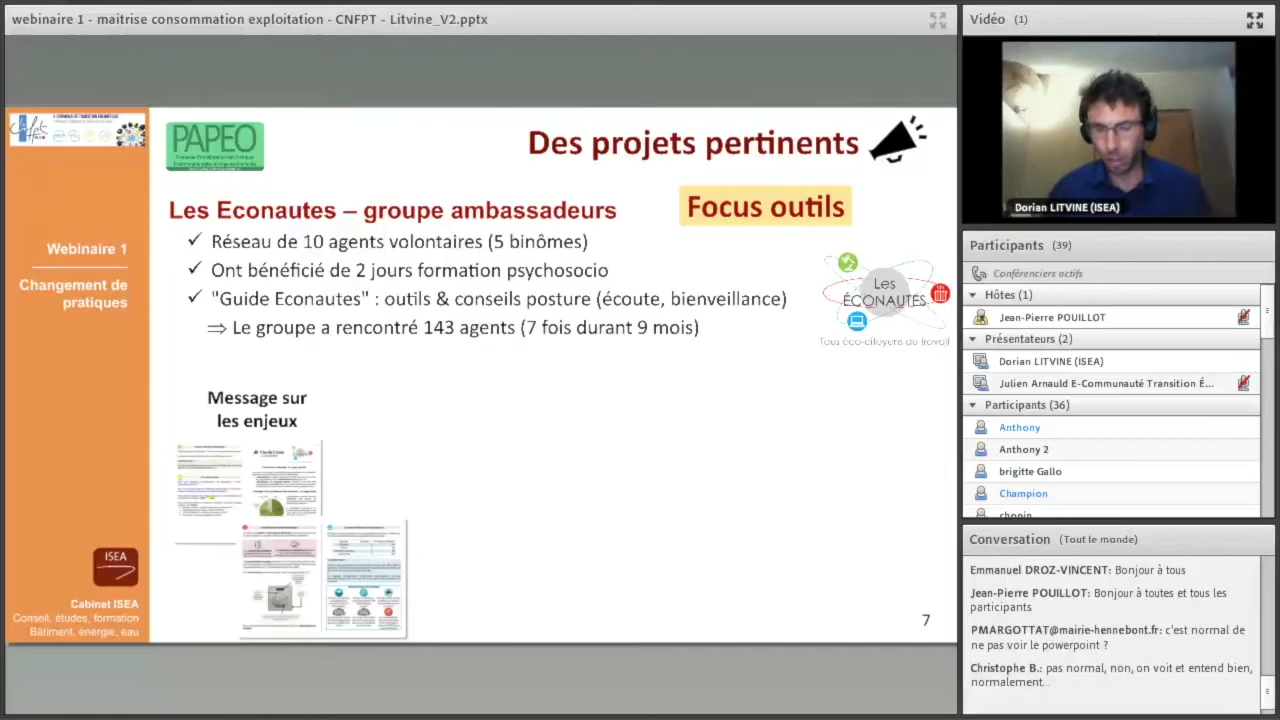 webinaire 1 - maitrise consommation exploitation - CNFPT - Litvine_V2.pptx
PAPEO
Des projets pertinents
Focus outils
Les Econautes – groupe ambassadeurs
✓ Réseau de 10 agents volontaires (5 binômes)
✓ Ont bénéficié de 2 jours formation psychosocio
✓ "Guide Econautes" : outils & conseils posture (écoute, bienveillance)
⇒ Le groupe a rencontré 143 agents (7 fois durant 9 mois)
Les
ÉCONAUTES
Tous éco-citoyens au travail
Message sur
les enjeux
Webinaire 1
Changement de
pratiques
ISEA
Cabinet ISEA
Conseil, études, formation
Bâtiment, énergie, eau
7
Vidéo (1)
Dorian LITVINE (ISEA)
Participants (39)
Conférenciers actifs
Hôtes (1)
Jean-Pierre POUILLOT
Présentateurs (2)
Dorian LITVINE (ISEA)
Julien Arnauld E-Communauté Transition É...
Participants (36)
Anthony
Anthony 2
brigitte Gallo
Champion
chopin
Conversation (Tout le monde)
Emmanuel DROZ-VINCENT: Bonjour à tous
Jean-Pierre POUILLOT: Bonjour à toutes et tous les
participants
PMARGOTTAT@mairie-hennebont.fr: c'est normal de
ne pas voir le powerpoint ?
Christophe B.: pas normal, non, on voit et entend bien,
normalement...